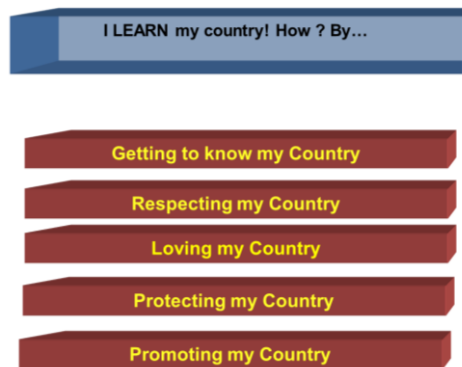 I LEARN my country! How ? By…
Getting to know my Country
Respecting my Country
Loving my Country
Protecting my Country
Promoting my Country